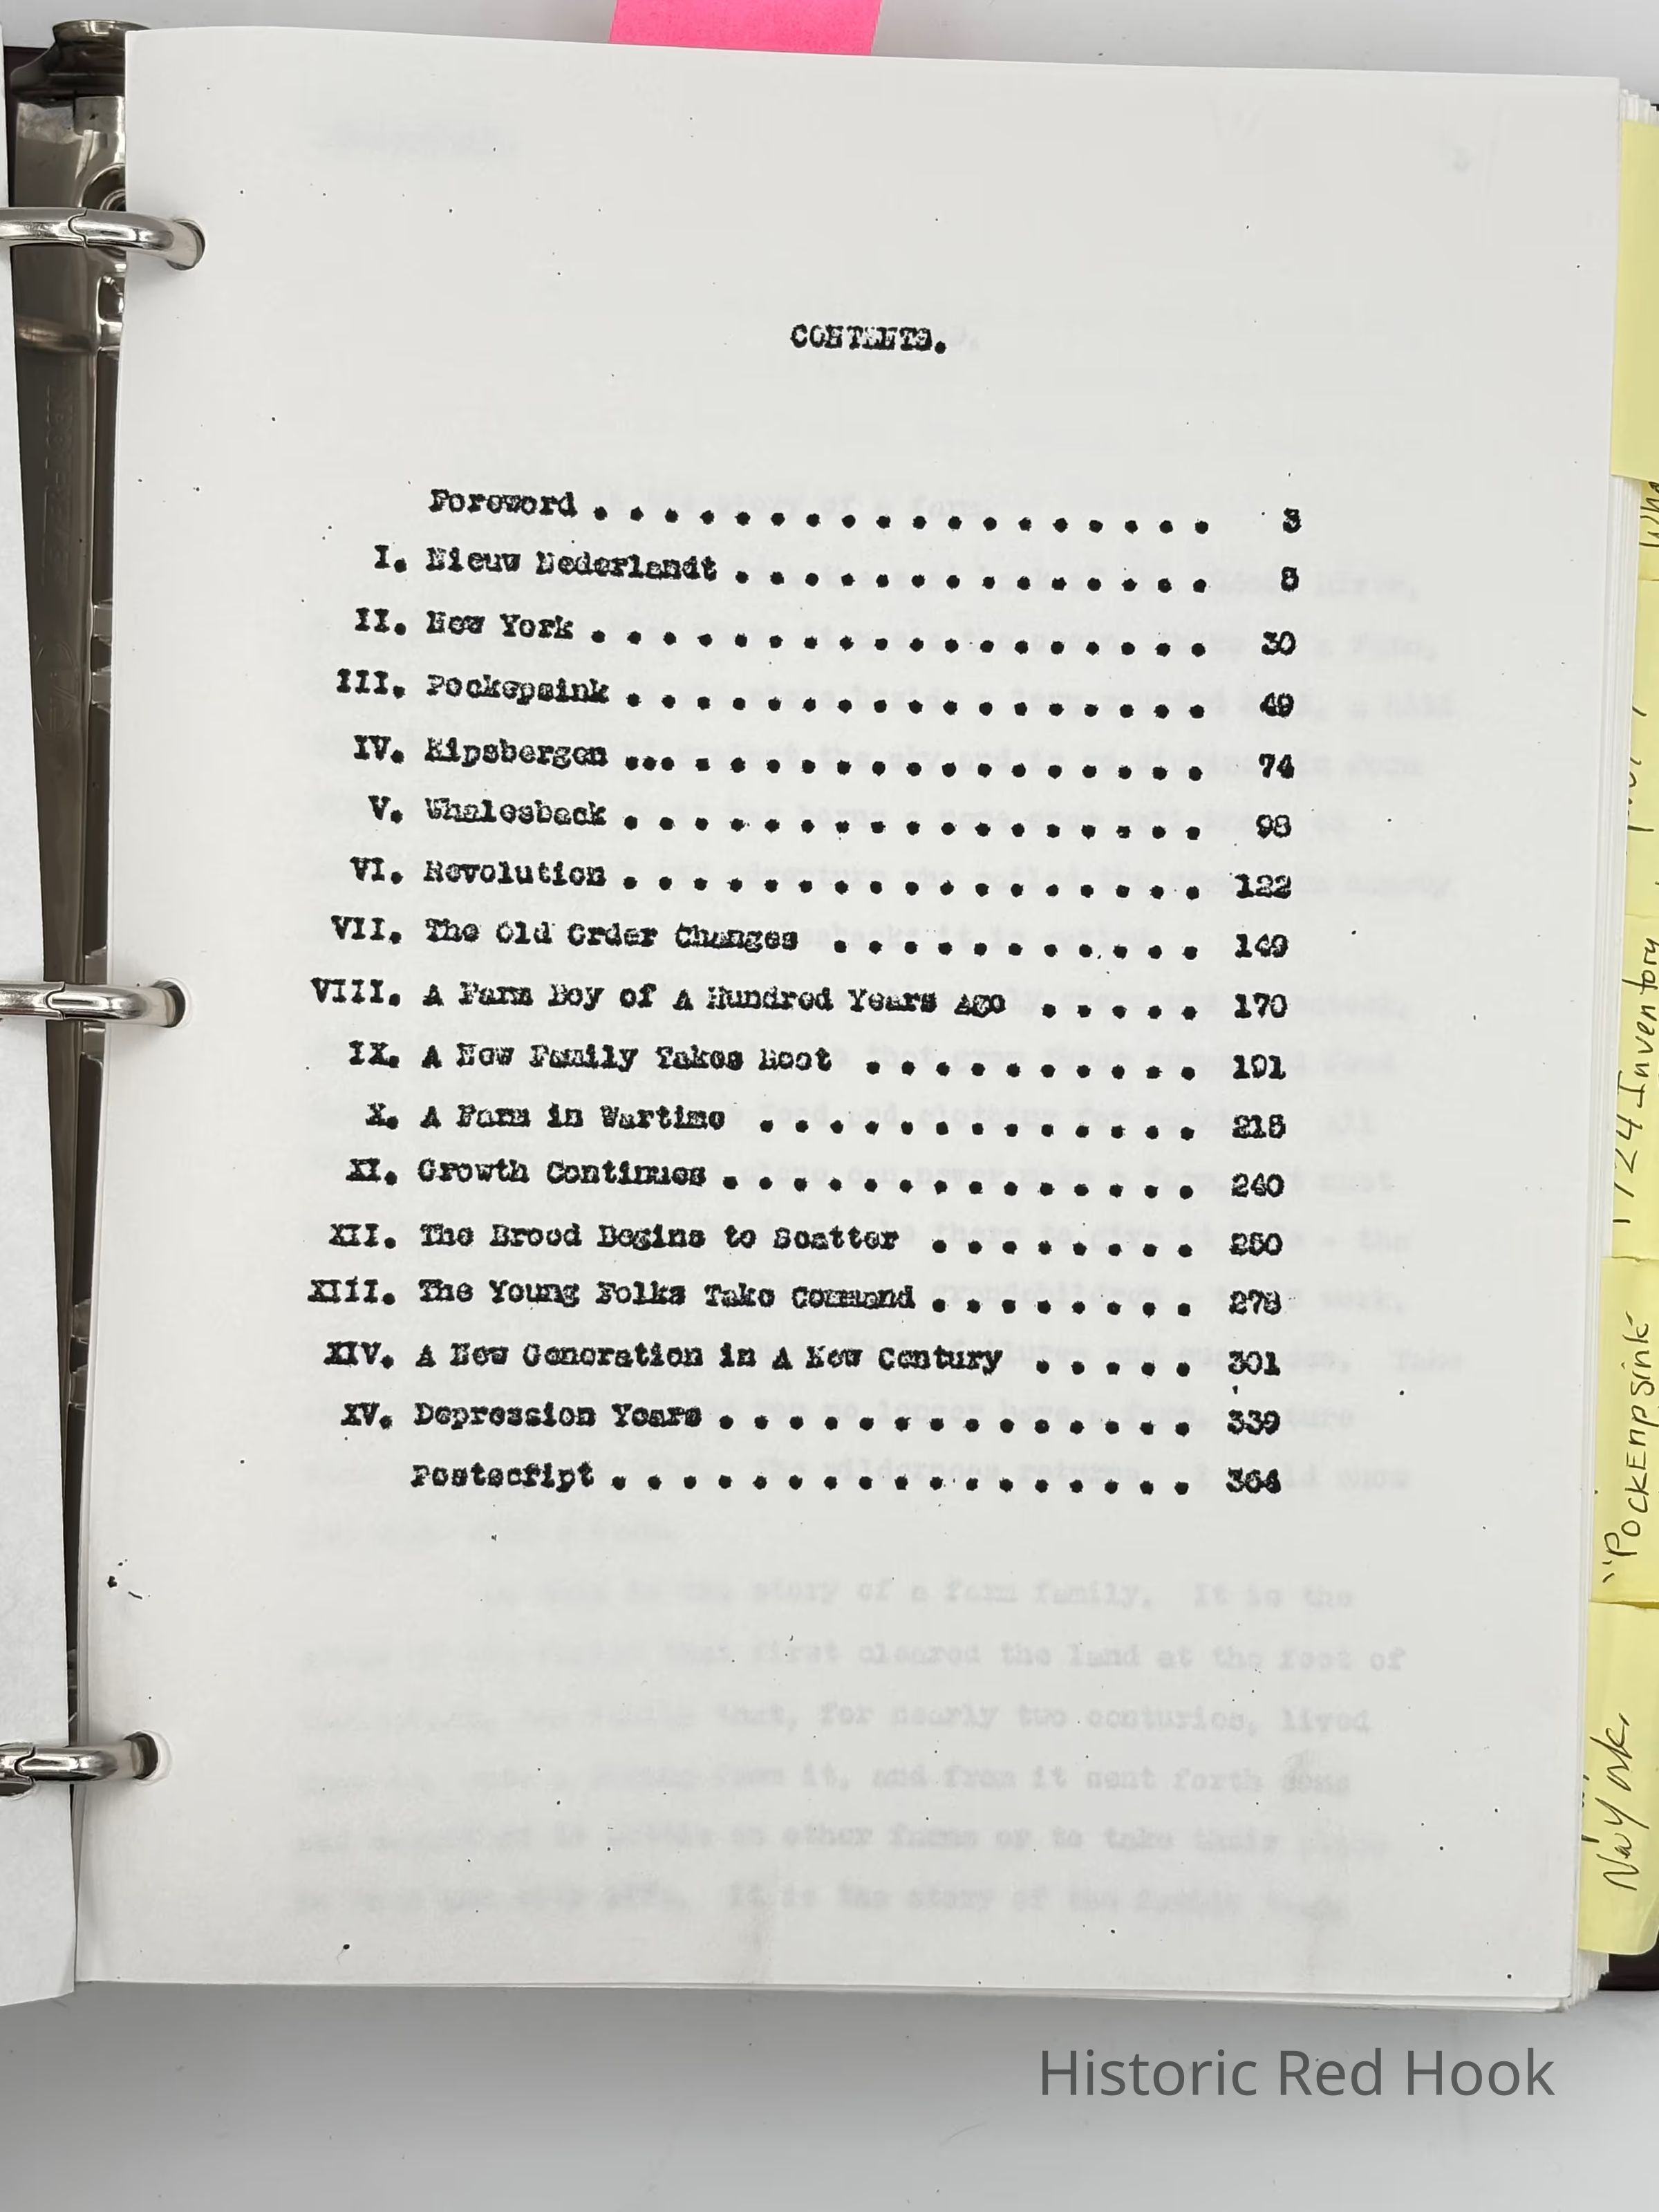 CONTENTS.
Foreword . . . . . . . . . . . . . . . . . . 3
I. Nieuw Nederlandt . . . . . . . . . . . . . . 8
II. New York . . . . . . . . . . . . . . . . . . 30
III. Pockepsink . . . . . . . . . . . . . . . . . 49
IV. Kipsbergen ... . . . . . . . . . . . . . . . 74
V. Whalesback . . . . . . . . . . . . . . . . . 98
VI. Revolution . . . . . . . . . . . . . . . . . 122
VII. The Old Order Changes . . . . . . . . . . . 149
VIII. A Farm Boy of A Hundred Years Ago . . . . . 170
IX. A New Family Takes Root . . . . . . . . . . 191
X. A Farm in Wartime . . . . . . . . . . . . . 218
XI. Growth Continues . . . . . . . . . . . . . . 240
XII. The Brood Begins to Scatter . . . . . . . . 260
XIII. The Young Folks Take Command . . . . . . . . 278
XIV. A New Generation in A New Century . . . . . 301
XV. Depression Years . . . . . . . . . . . . . . 339
Postscript . . . . . . . . . . . . . . . . . 364
1724 Inventory
"Pockenpsink"
Historic Red Hook